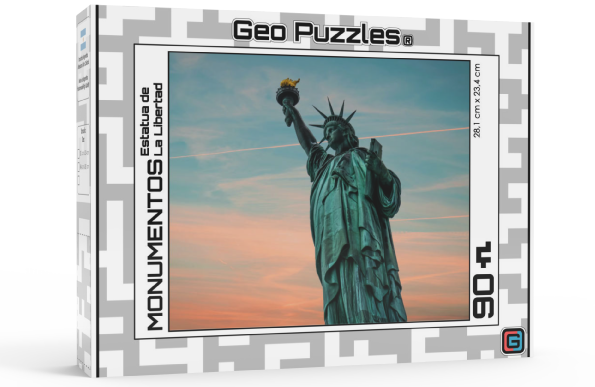 Geo Puzzles®
MONUMENTOS
Estatua de
La Libertad
28,1 cm x 23,4 cm
90
G